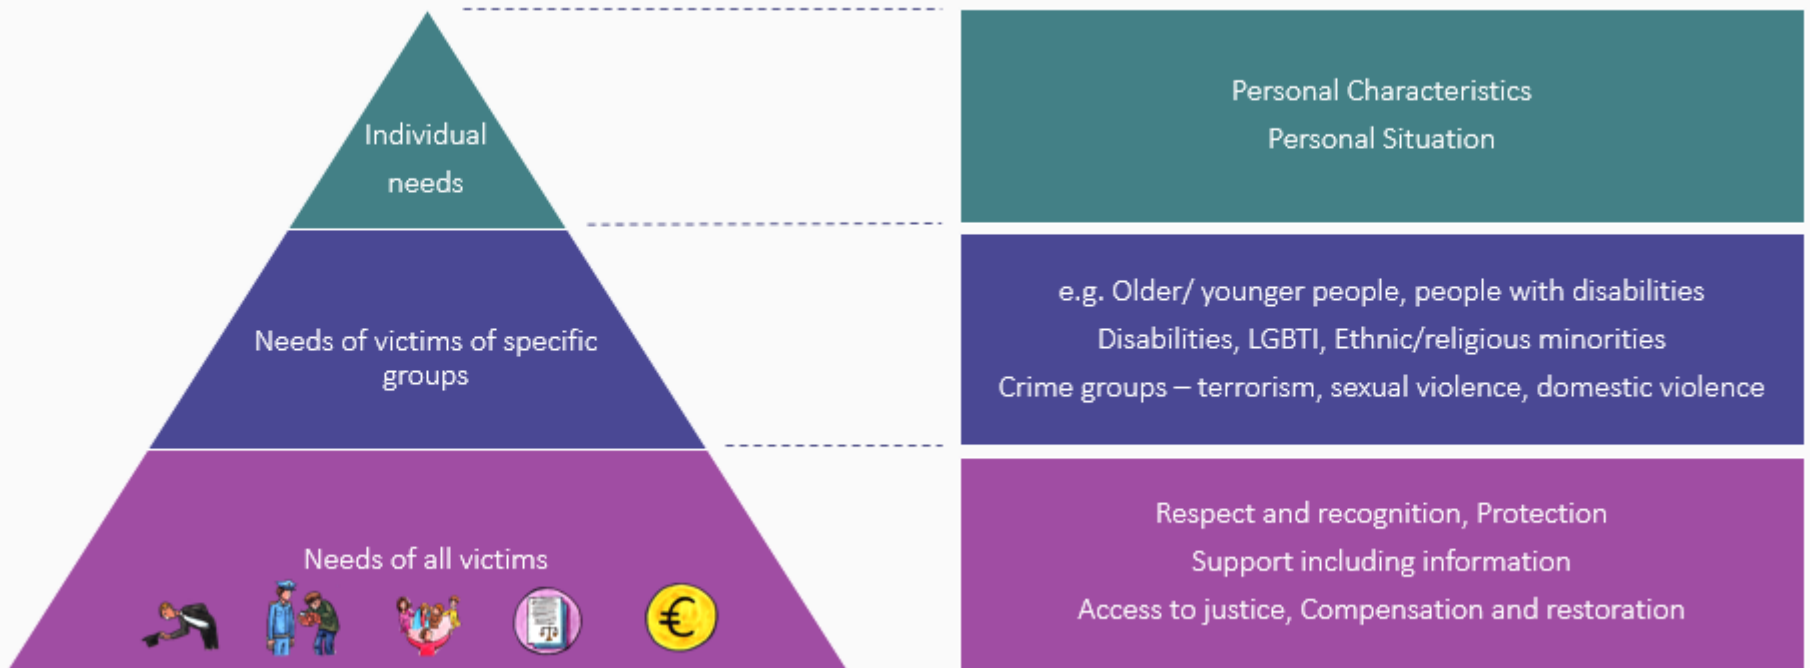 Individual
needs
Needs of victims of specific
groups
Needs of all victims
€
Personal Characteristics
Personal Situation
e.g. Older/ younger people, people with disabilities
Disabilities, LGBTI, Ethnic/religious minorities
Crime groups – terrorism, sexual violence, domestic violence
Respect and recognition, Protection
Support including information
Access to justice, Compensation and restoration